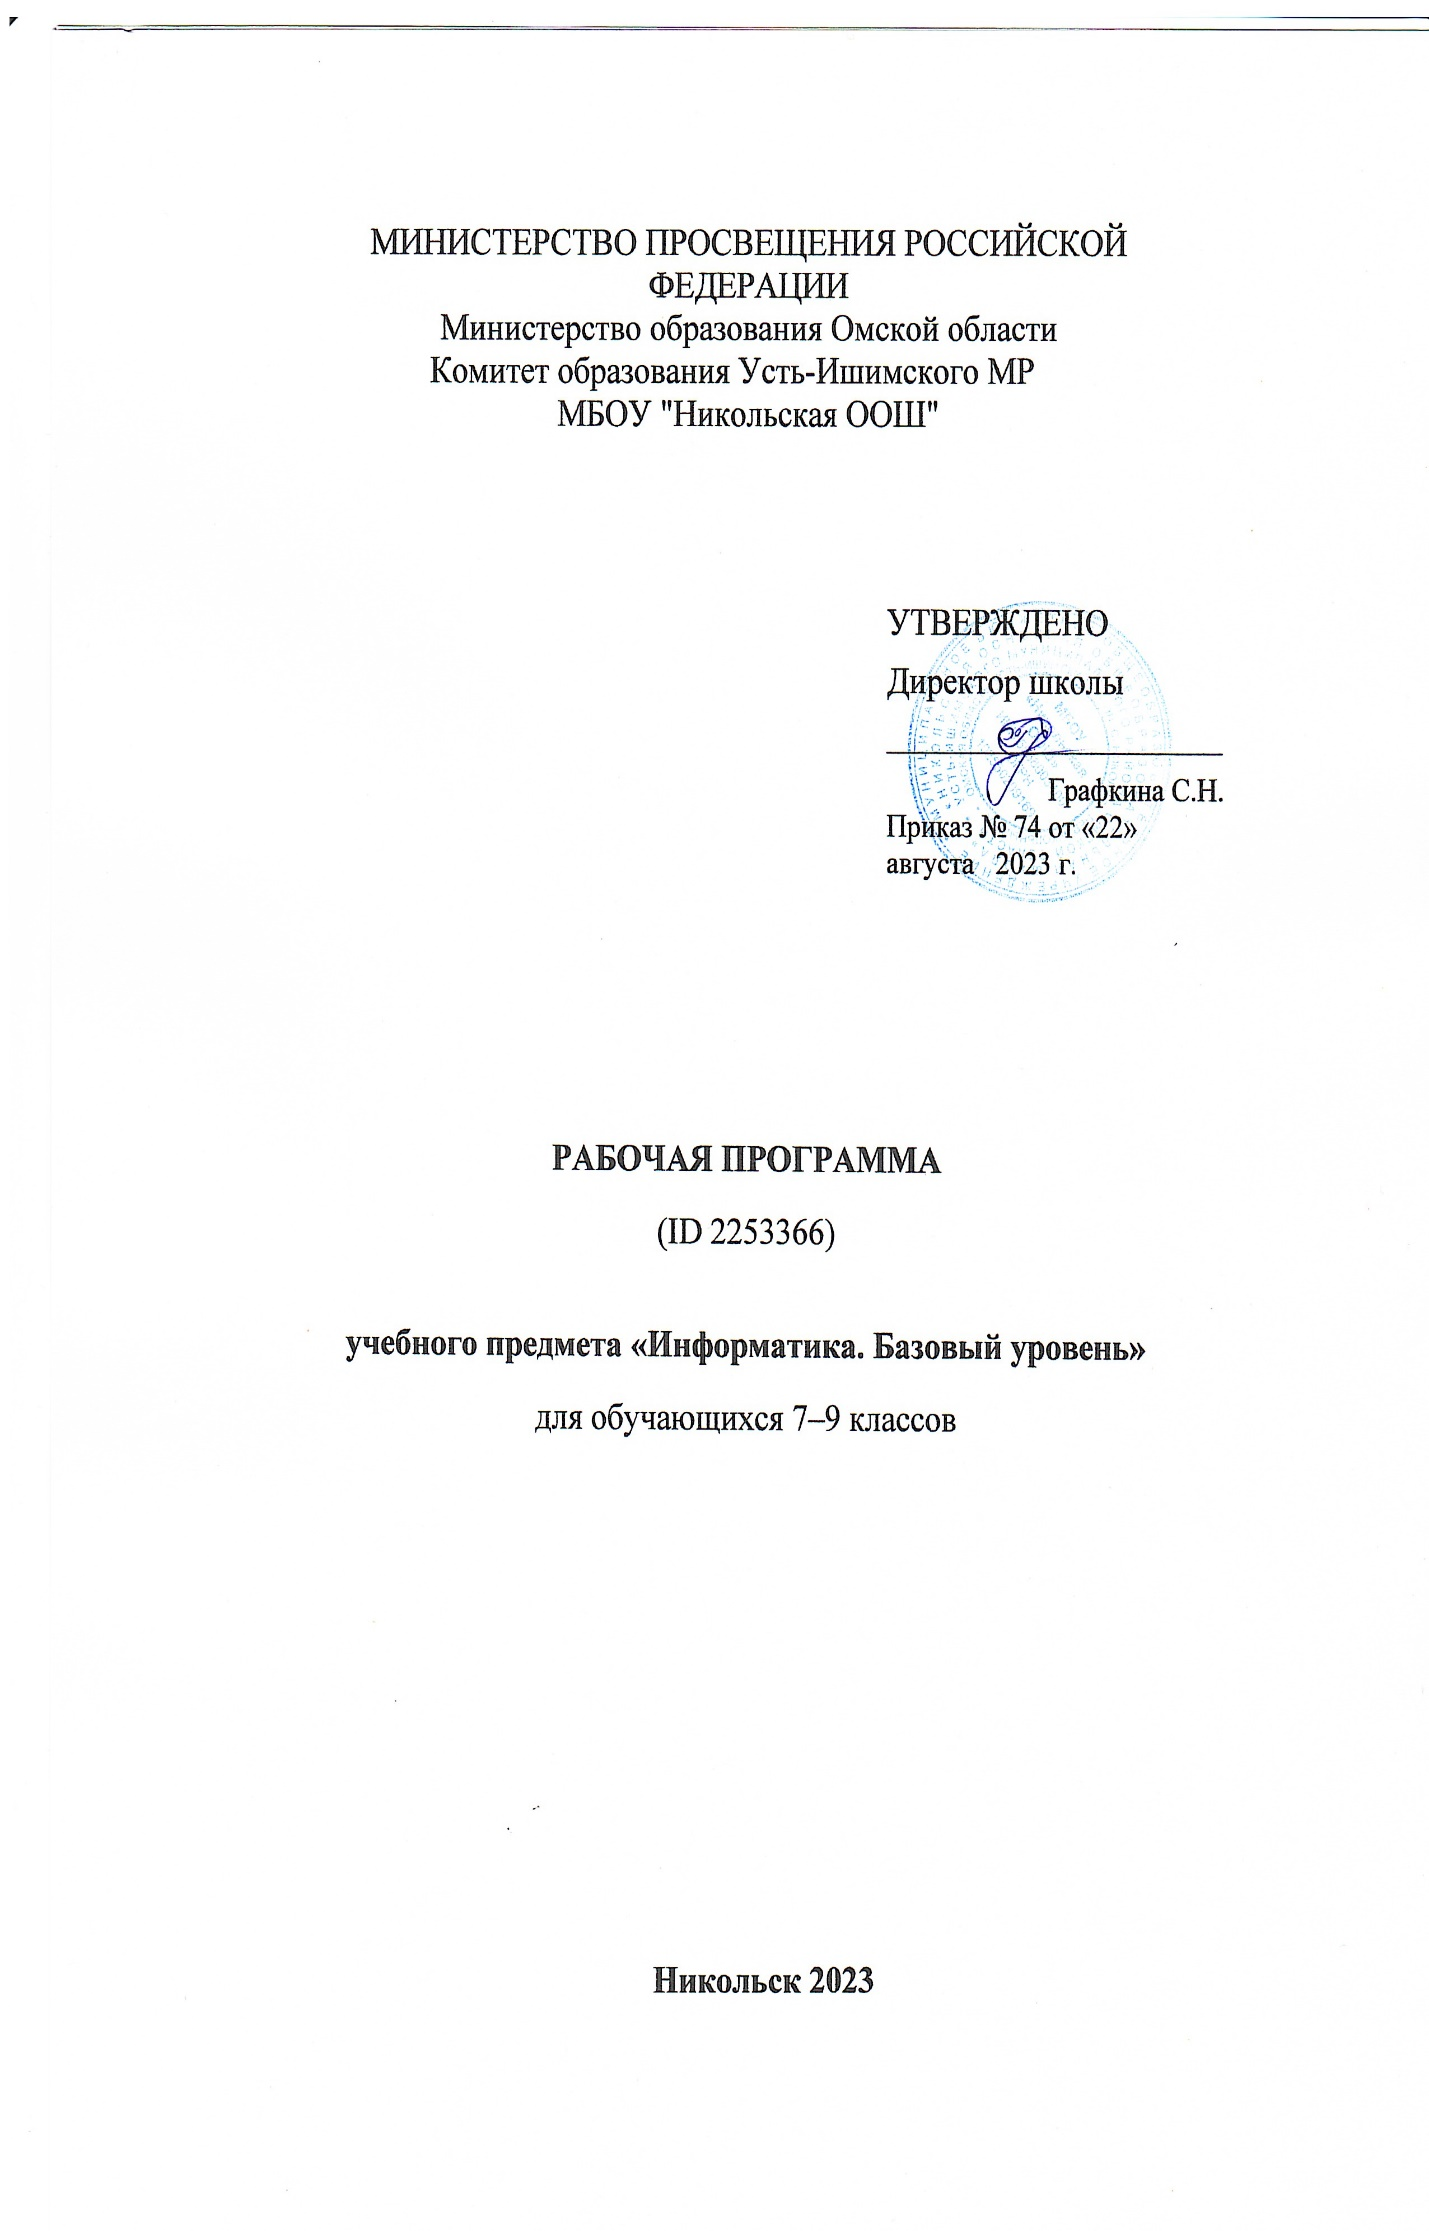 МИНИСТЕРСТВО ПРОСВЕЩЕНИЯ РОССИЙСКОЙ
ФЕДЕРАЦИИ
Министерство образования Омской области
Комитет образования Усть-Ишимского МР
МБОУ "Никольская ООШ"
УТВЕРЖДЕНО
Директор школы
Графкина С.Н.
Приказ № 74 от «22»
августа 2023 г.
РАБОЧАЯ ПРОГРАММА
(ID 2253366)
учебного предмета «Информатика. Базовый уровень»
для обучающихся 7–9 классов
Никольск 2023